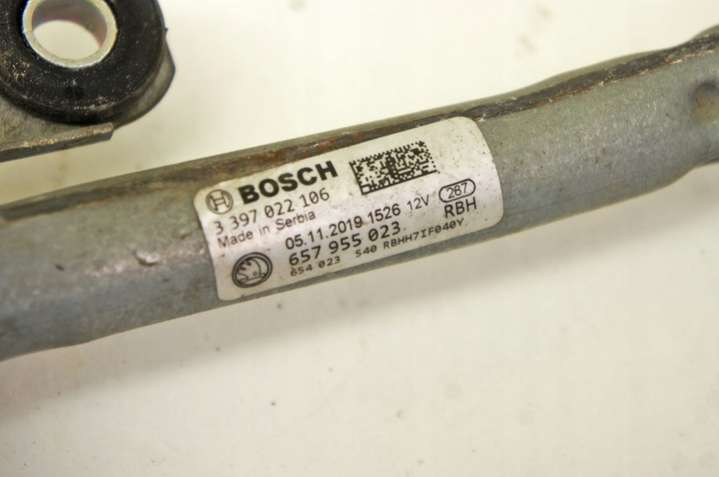 BOSCH
3 397 022 106
Made in Serbia
05.11.2019 1526 12V 287
657 955 023 RBH
654 023 540 RBHH7IF040Y